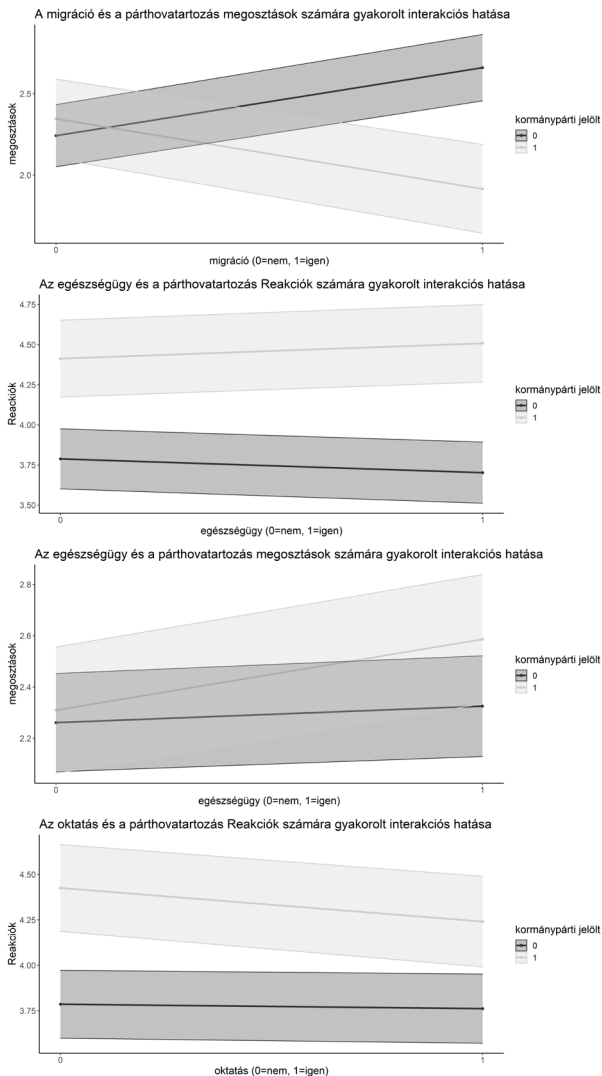 A migráció és a párthovatartozás megosztások számára gyakorolt interakciós hatása
megosztások
2.5
2.0
0
1
migráció (0=nem, 1=igen)
kormánypárti jelölt
0
1
Az egészségügy és a párthovatartozás Reakciók számára gyakorolt interakciós hatása
Reackiók
4.75
4.50
4.25
4.00
3.75
3.50
0
1
egészségügy (0=nem, 1=igen)
kormánypárti jelölt
0
1
Az egészségügy és a párthovatartozás megosztások számára gyakorolt interakciós hatása
megosztások
2.8
2.6
2.4
2.2
0
1
egészségügy (0=nem, 1=igen)
kormánypárti jelölt
0
1
Az oktatás és a párthovatartozás Reakciók számára gyakorolt interakciós hatása
Reakciók
4.50
4.25
4.00
3.75
0
1
oktatás (0=nem, 1=igen)
kormánypárti jelölt
0
1